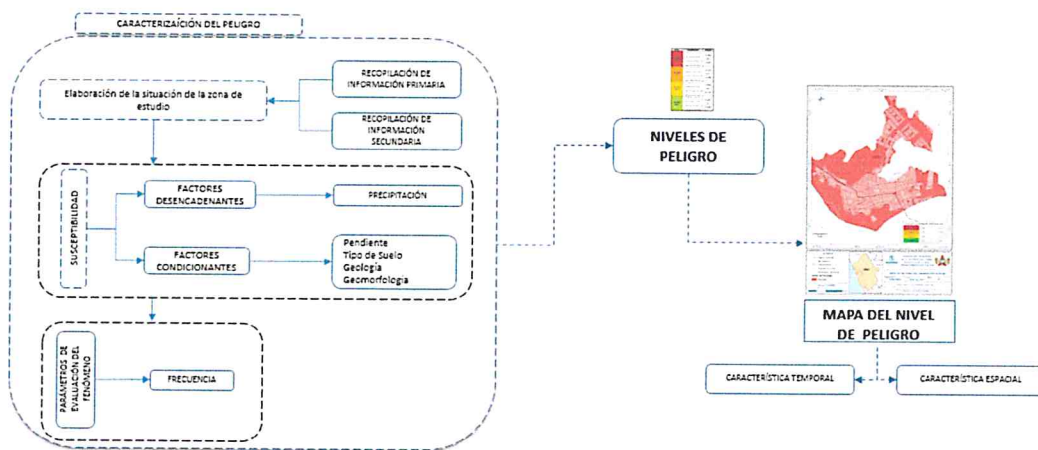 CARACTERIZAÍCIÓN DEL PELIGRO
Elaboración de la situación de la zona de
estudio
RECOPILACIÓN DE
INFORMACIÓN PRIMARIA
RECOPILACIÓN DE
INFORMACIÓN
SECUNDARIA
SUSCEPTIBILIDAD
FACTORES
DESENCADENANTES
PRECIPITACIÓN
FACTORES
CONDICIONANTES
Pendiente
Tipo de Suelo
Geología
Geomorfología
PARÁMETROS DE
EVALUACIÓN DEL
FENÓMENO
FRECUENCIA
NIVELES DE
PELIGRO
MAPA DEL NIVEL
DE PELIGRO
CARACTERÍSTICA TEMPORAL
CARACTERÍSTICA ESPACIAL